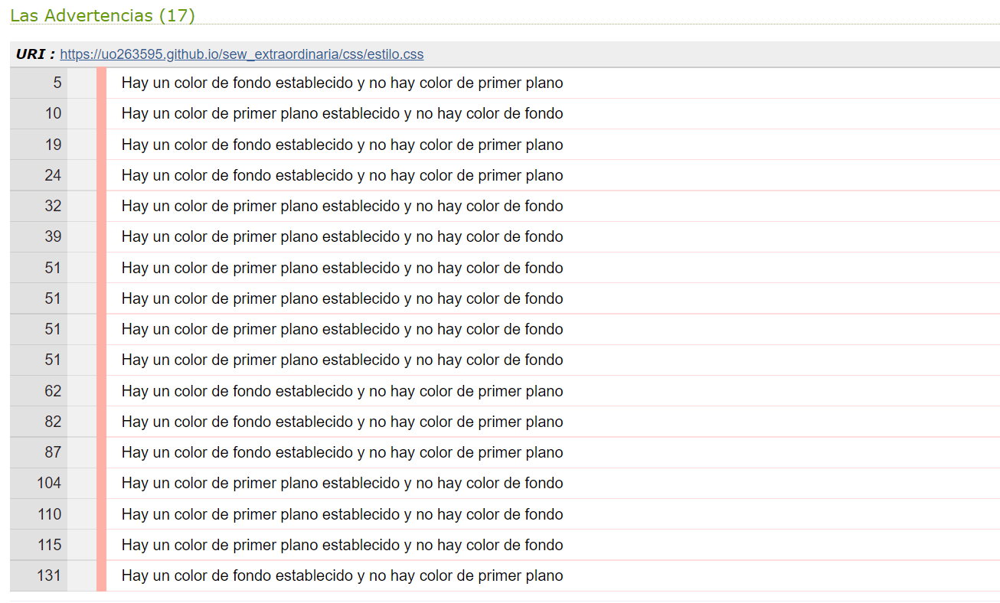 Las Advertencias (17)
URI : https://uo263595.github.io/sew_extraordinaria/css/estilo.css
5 Hay un color de fondo establecido y no hay color de primer plano
10 Hay un color de primer plano establecido y no hay color de fondo
19 Hay un color de fondo establecido y no hay color de primer plano
24 Hay un color de fondo establecido y no hay color de primer plano
32 Hay un color de primer plano establecido y no hay color de fondo
39 Hay un color de primer plano establecido y no hay color de fondo
51 Hay un color de primer plano establecido y no hay color de fondo
51 Hay un color de primer plano establecido y no hay color de fondo
51 Hay un color de primer plano establecido y no hay color de fondo
51 Hay un color de primer plano establecido y no hay color de fondo
62 Hay un color de fondo establecido y no hay color de primer plano
82 Hay un color de fondo establecido y no hay color de primer plano
87 Hay un color de fondo establecido y no hay color de primer plano
104 Hay un color de primer plano establecido y no hay color de fondo
110 Hay un color de primer plano establecido y no hay color de fondo
115 Hay un color de primer plano establecido y no hay color de fondo
131 Hay un color de fondo establecido y no hay color de primer plano